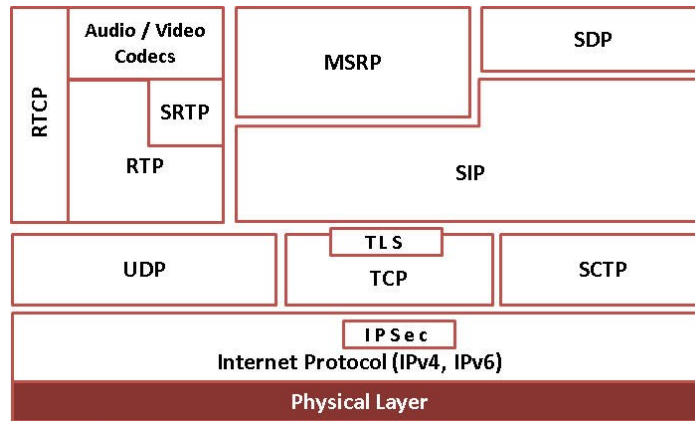 RTCP
Audio / Video
Codecs
SRTP
RTP
MSRP
SDP
SIP
UDP
TLS
TCP
SCTP
IPSec
Internet Protocol (IPv4, IPv6)
Physical Layer